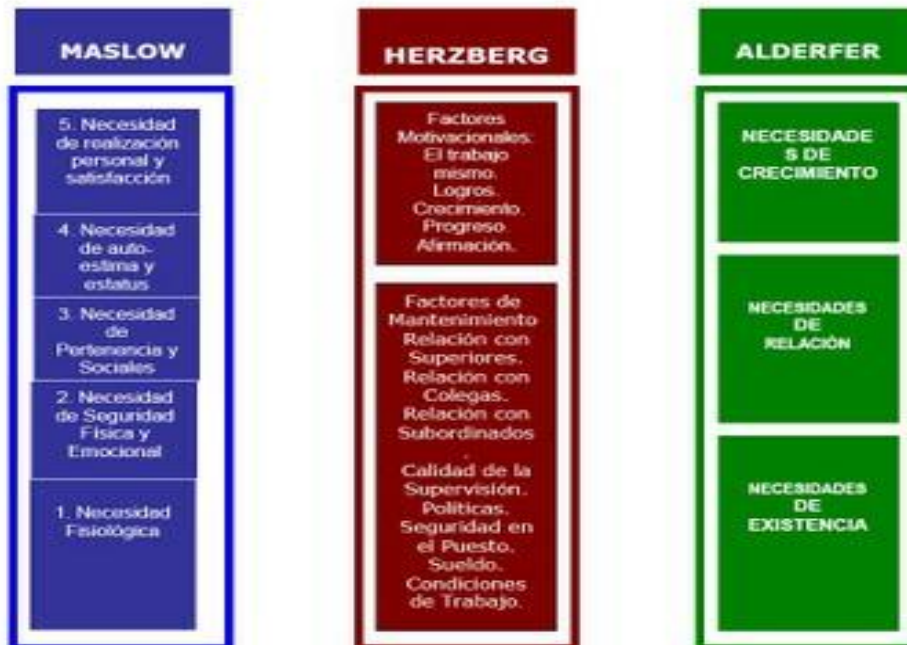 MASLOW
5. Necesidad
de realización
personal y
satisfacción
4. Necesidad
de auto-
estima y
estatus
3. Necesidad
de
Pertenencia y
Sociales
2. Necesidad
de Seguridad
Física y
Emocional
1. Necesidad
Fisiológica
HERZBERG
Factores
Motivacionales.
El trabajo
mismo.
Logros.
Crecimiento.
Progreso
Afirmación.
Factores de
Mantenimiento
Relación con
Superiores.
Relación con
Colegas.
Relación con
Subordinados
.
Calidad de la
Supervisión.
Políticas.
Seguridad en
el Puesto.
Sueldo.
Condiciones
de Trabajo.
ALDERFER
NECESIDADE
S DE
CRECIMIENTO
NECESIDADES
DE
RELACIÓN
NECESIDADES
DE
EXISTENCIA